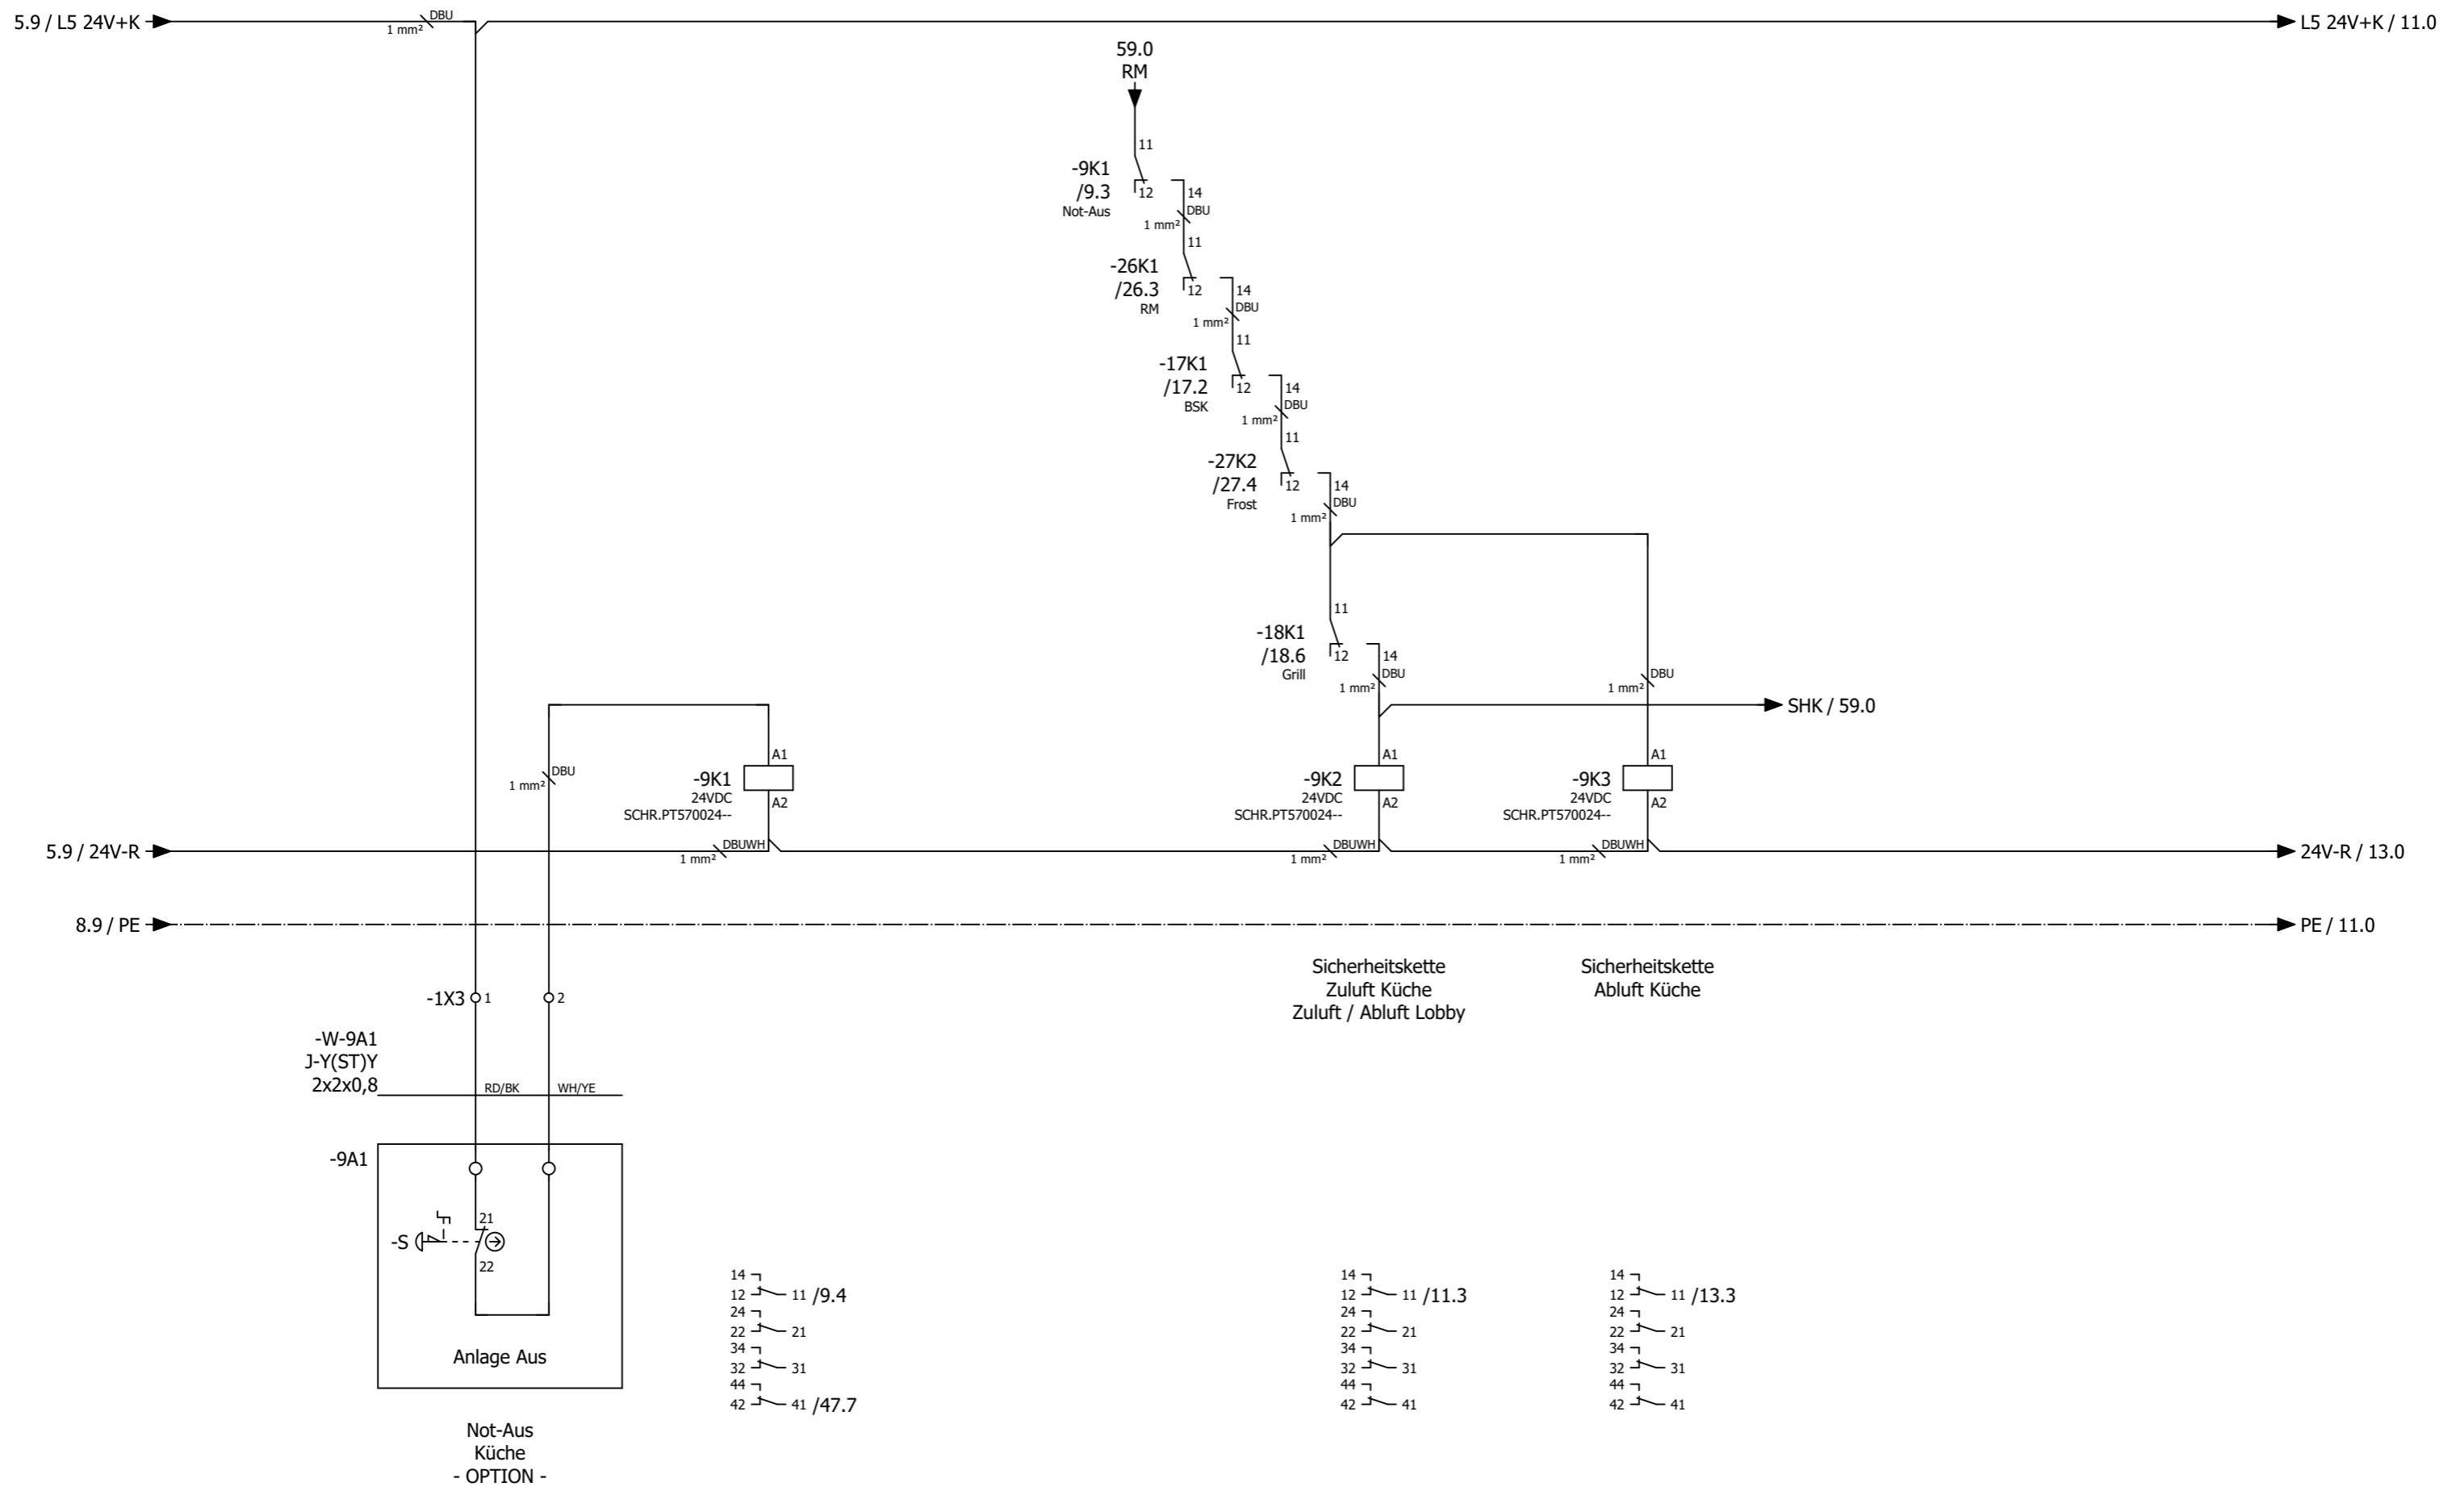 5.9 / L5 24V+K
DBU
1 mm²
L5 24V+K / 11.0
59.0
RM
11
-9K1
/9.3
Not-Aus
12
14
DBU
1 mm²
11
-26K1
/26.3
RM
12
14
DBU
1 mm²
11
-17K1
/17.2
BSK
12
14
DBU
1 mm²
11
-27K2
/27.4
Frost
12
14
DBU
1 mm²
11
-18K1
/18.6
Grill
12
14
DBU
1 mm²
DBU
1 mm²
SHK / 59.0
DBU
1 mm²
A1
-9K1
24VDC
SCHR.PT570024--
A2
A1
-9K2
24VDC
SCHR.PT570024--
A2
A1
-9K3
24VDC
SCHR.PT570024--
A2
5.9 / 24V-R
DBUWH
1 mm²
DBUWH
1 mm²
DBUWH
1 mm²
24V-R / 13.0
8.9 / PE
PE / 11.0
Sicherheitskette
Zuluft Küche
Zuluft / Abluft Lobby
Sicherheitskette
Abluft Küche
-1X3
1
2
-W-9A1
J-Y(ST)Y
2x2x0,8
RD/BK
WH/YE
-9A1
21
-S
22
Anlage Aus
Not-Aus
Küche
- OPTION -
14
12 11 /9.4
24
22 21
34
32 31
44
42 41 /47.7
14
12 11 /11.3
24
22 21
34
32 31
44
42 41
14
12 11 /13.3
24
22 21
34
32 31
44
42 41